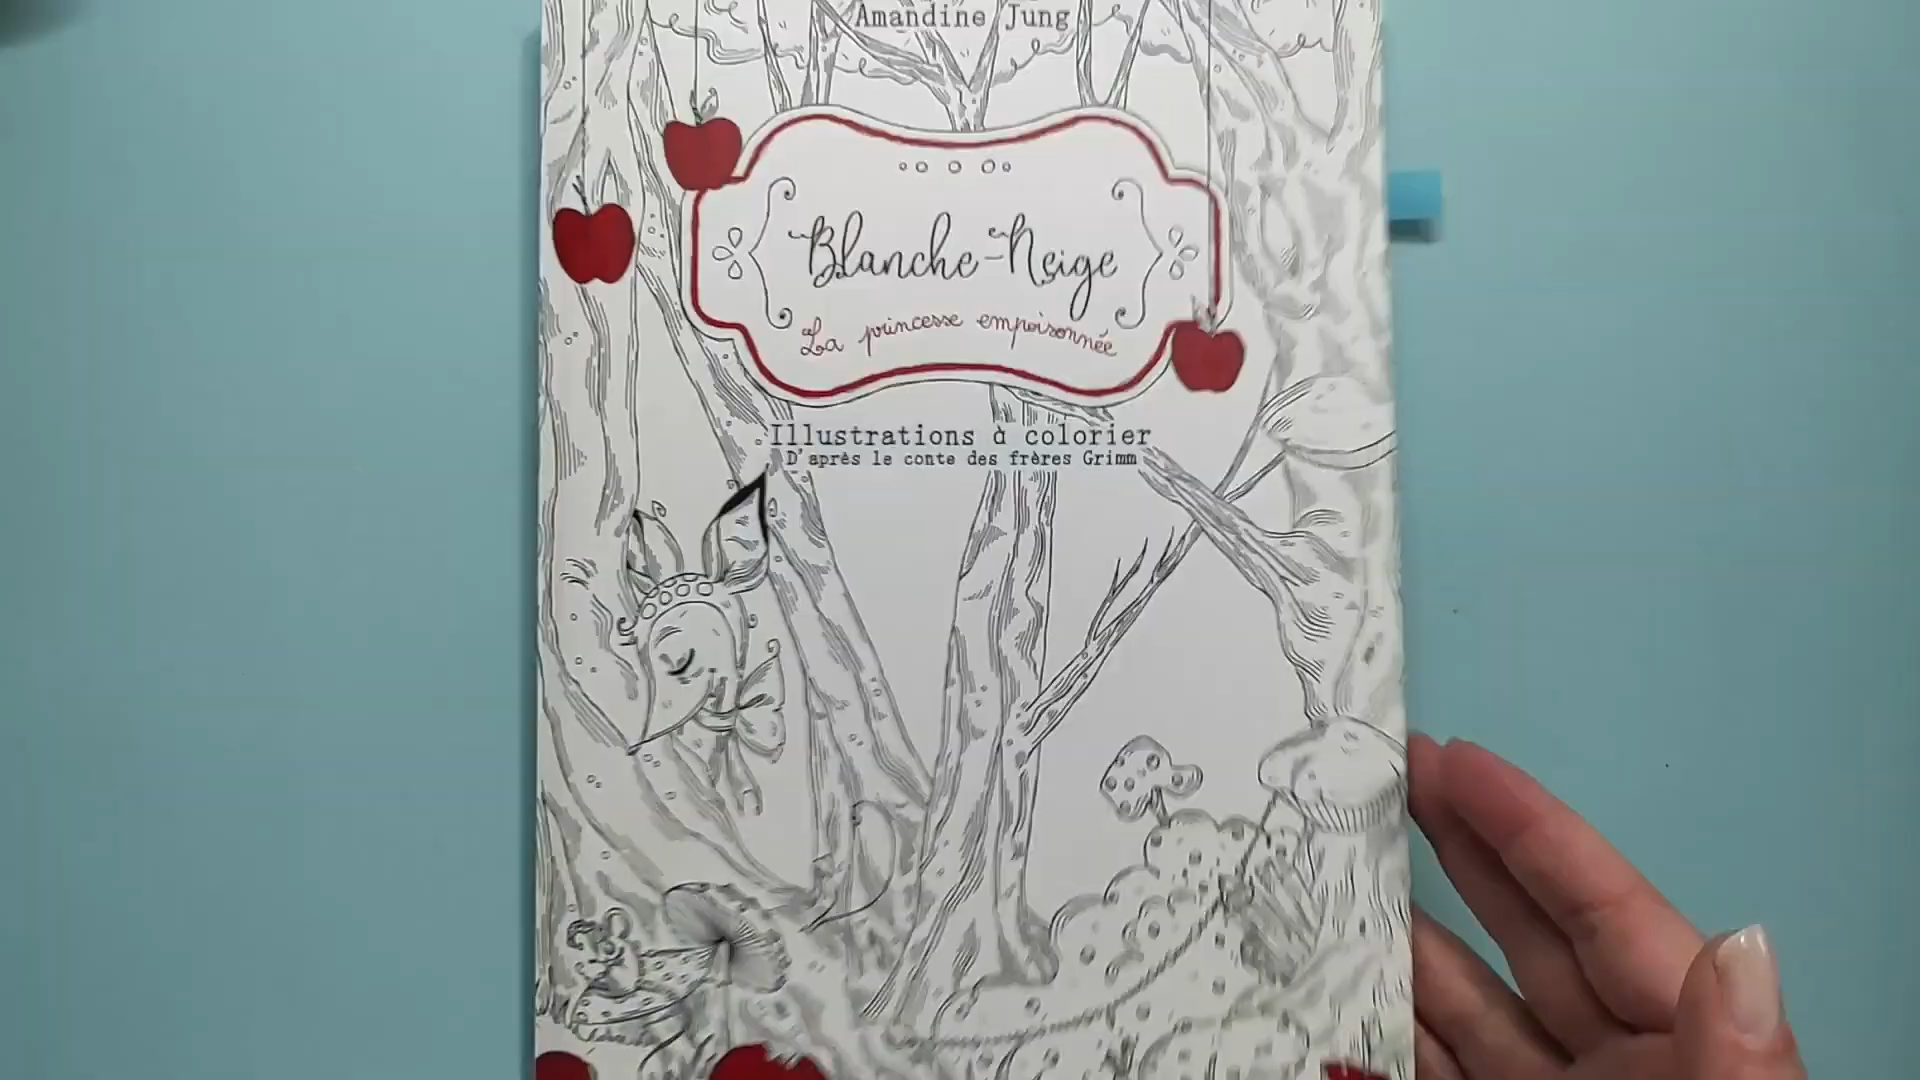 Amandine Jung
Blanche-Neige
La princesse empoisonnée
Illustrations à colorier
D'après le conte des frères Grimm